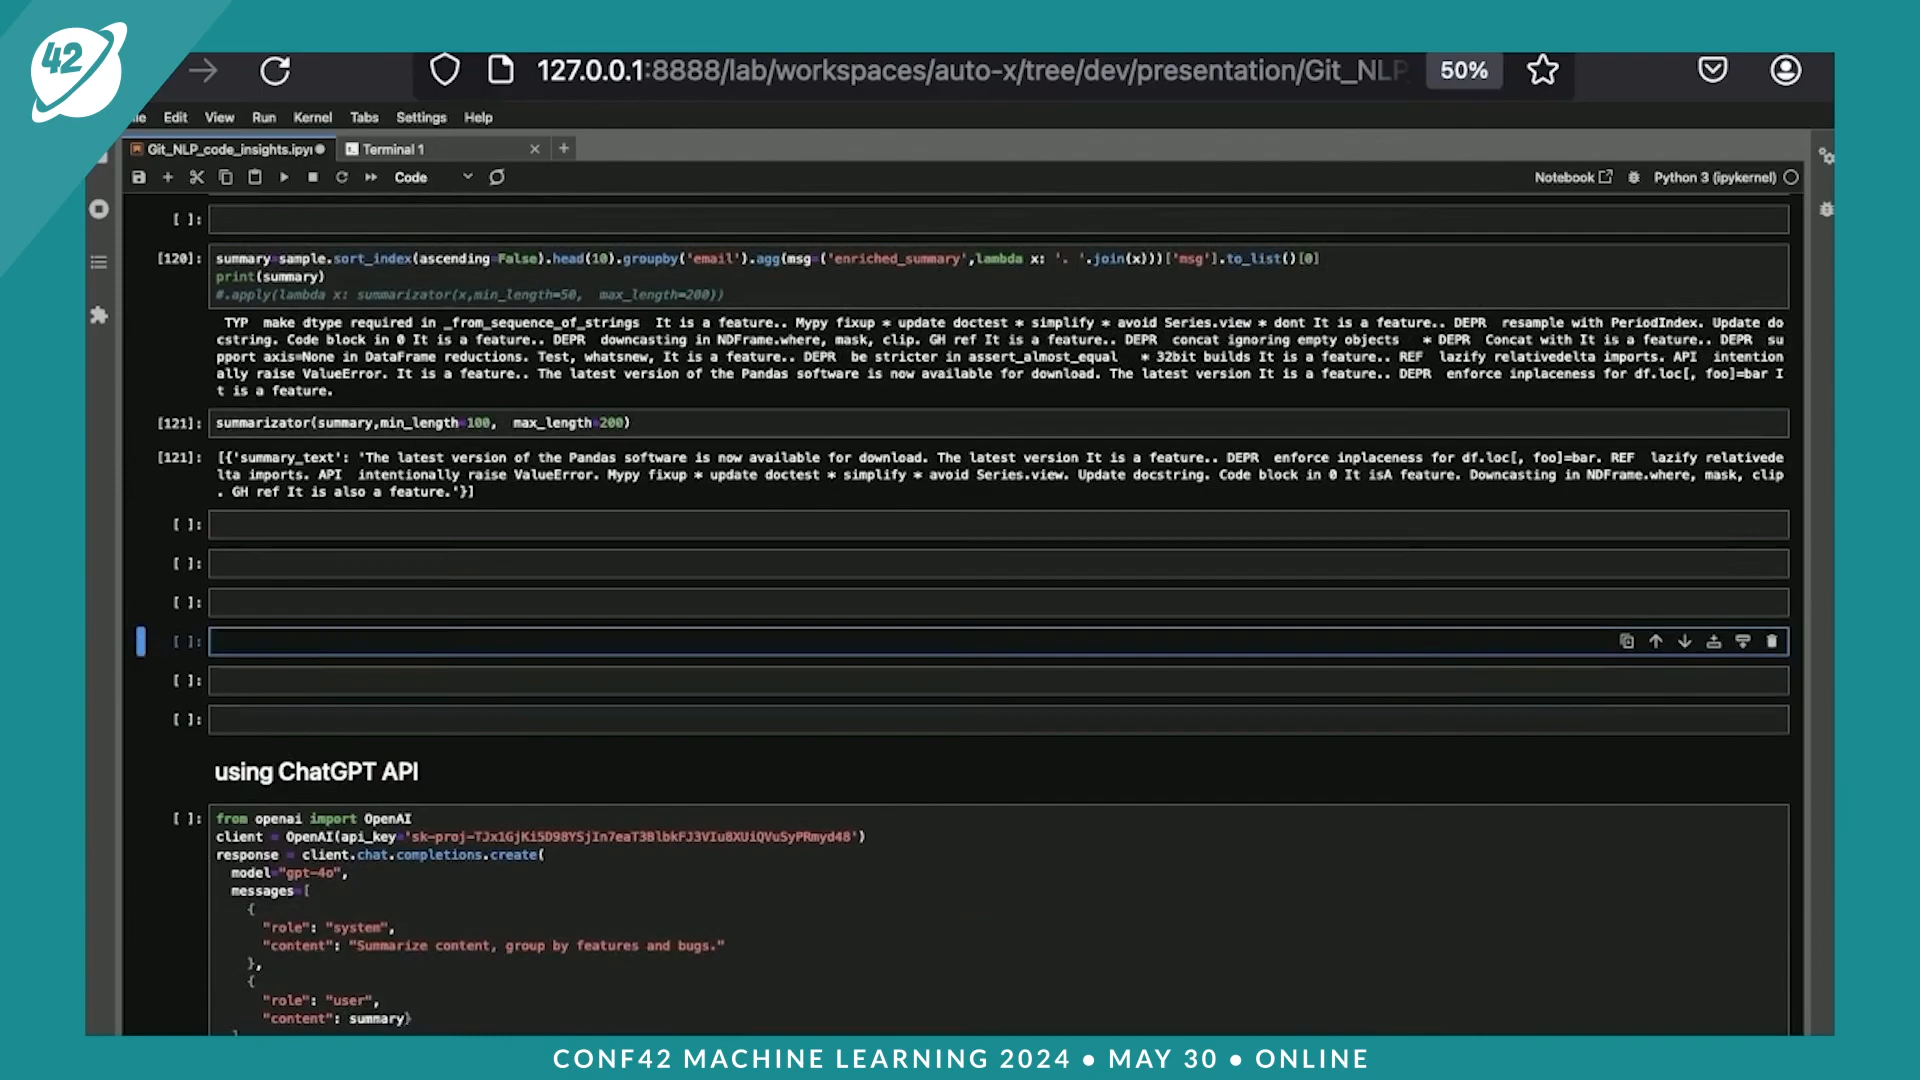 42
127.0.0.1:8888/lab/workspaces/auto-x/tree/dev/presentation/Git_NLP
50%
Edit View Run Kernel Tabs Settings Help
Git_NLP_code_insights.ipy
Terminal 1
Code
Notebook
Python 3 (ipykernel)
[ ]:
[120]: summary=sample.sort_index(ascending=False).head(10).groupby('email').agg(msg=('enriched_summary',lambda x: '. '.join(x)))['msg'].to_list()[0]
print(summary)
#.apply(lambda x: summarizator(x,min_length=50, max_length=200))
TYP make dtype required in _from_sequence_of_strings It is a feature.. Mypy fixup * update doctest * simplify * avoid Series.view * dont It is a feature.. DEPR resample with PeriodIndex. Update do
cstring. Code block in 0 It is a feature.. DEPR downcasting in NDFrame.where, mask, clip. GH ref It is a feature.. DEPR concat ignoring empty objects * DEPR Concat with It is a feature.. DEPR su
pport axis=None in DataFrame reductions. Test, whatsnew, It is a feature.. DEPR be stricter in assert_almost_equal * 32bit builds It is a feature.. REF lazify relativedelta imports. API intention
ally raise ValueError. It is a feature.. The latest version of the Pandas software is now available for download. The latest version It is a feature.. DEPR enforce inplaceness for df.loc[, foo]=bar I
t is a feature.
[121]: summarizator(summary,min_length=100, max_length=200)
[121]: [{'summary_text': 'The latest version of the Pandas software is now available for download. The latest version It is a feature.. DEPR enforce inplaceness for df.loc[, foo]=bar. REF lazify relativede
lta imports. API intentionally raise ValueError. Mypy fixup * update doctest * simplify * avoid Series.view. Update docstring. Code block in 0 It isA feature. Downcasting in NDFrame.where, mask, clip
. GH ref It is also a feature.'}]
[ ]:
[ ]:
[ ]:
[ ]:
[ ]:
[ ]:
using ChatGPT API
[ ]: from openai import OpenAI
client = OpenAI(api_key='[API key omitted]')
response = client.chat.completions.create(
model="gpt-4o",
messages=[
{
"role": "system",
"content": "Summarize content, group by features and bugs."
},
{
"role": "user",
"content": summary}
CONF42 MACHINE LEARNING 2024 • MAY 30 • ONLINE